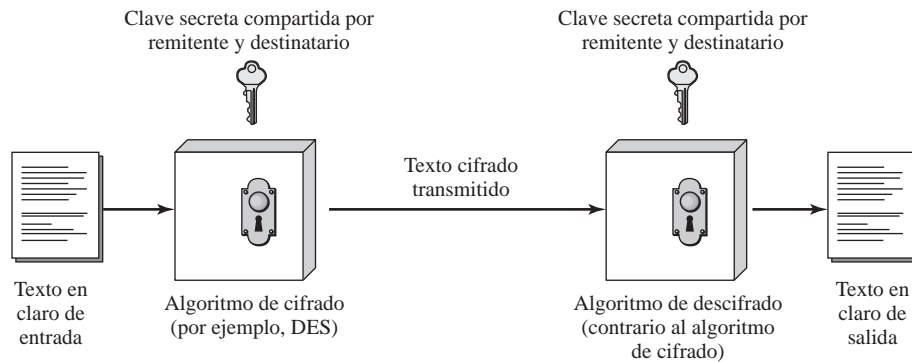 Clave secreta compartida por
remitente y destinatario
Clave secreta compartida por
remitente y destinatario
Texto cifrado
transmitido
Texto en
claro de
entrada
Algoritmo de cifrado
(por ejemplo, DES)
Algoritmo de descifrado
(contrario al algoritmo
de cifrado)
Texto en
claro de
salida